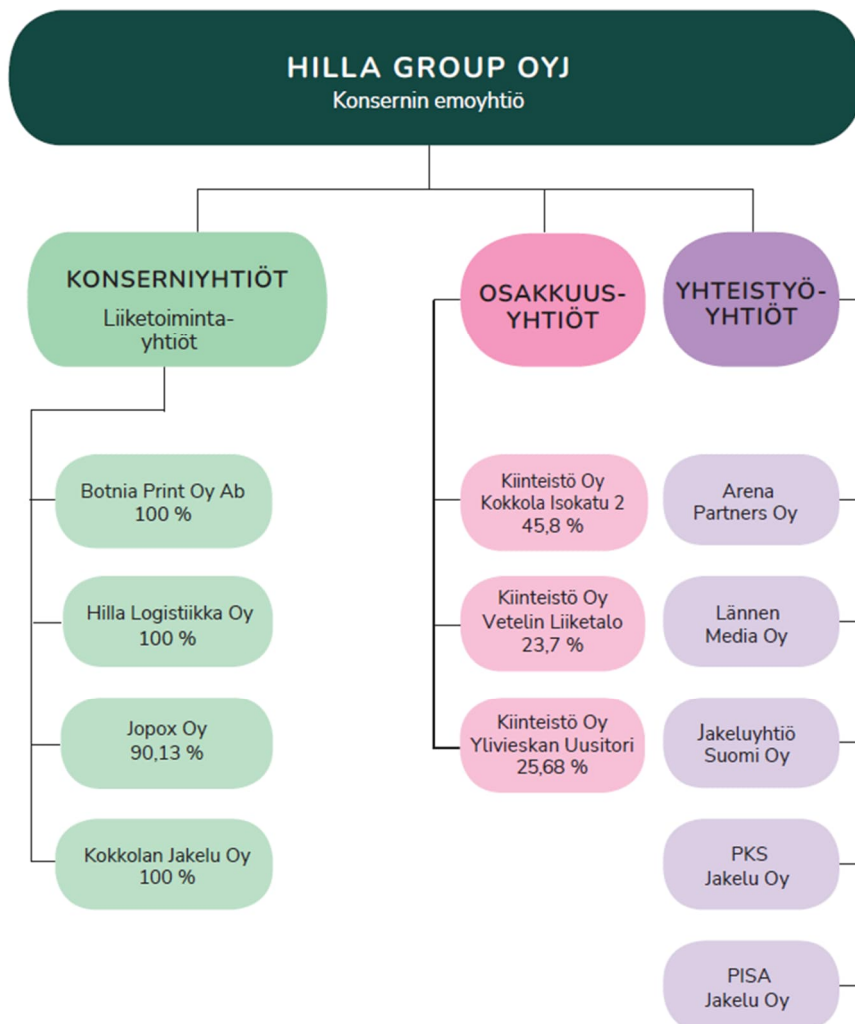 HILLA GROUP OYJ
Konsernin emoyhtiö
KONSERNIYHTIÖT
Liiketoiminta-
yhtiöt
Botnia Print Oy Ab
100 %
Hilla Logistiikka Oy
100 %
Jopox Oy
90,13 %
Kokkolan Jakelu Oy
100 %
OSAKKUUS-
YHTIÖT
Kiinteistö Oy
Kokkola Isokatu 2
45,8 %
Kiinteistö Oy
Vetelin Liiketalo
23,7 %
Kiinteistö Oy
Ylivieskan Uusitori
25,68 %
YHTEISTYÖ-
YHTIÖT
Arena
Partners Oy
Lännen
Media Oy
Jakeluyhtiö
Suomi Oy
PKS
Jakelu Oy
PISA
Jakelu Oy